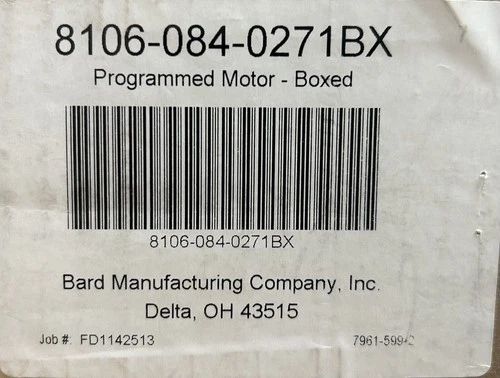 8106-084-0271BX
Programmed Motor - Boxed
8106-084-0271BX
Bard Manufacturing Company, Inc.
Delta, OH 43515
Job #: FD1142513